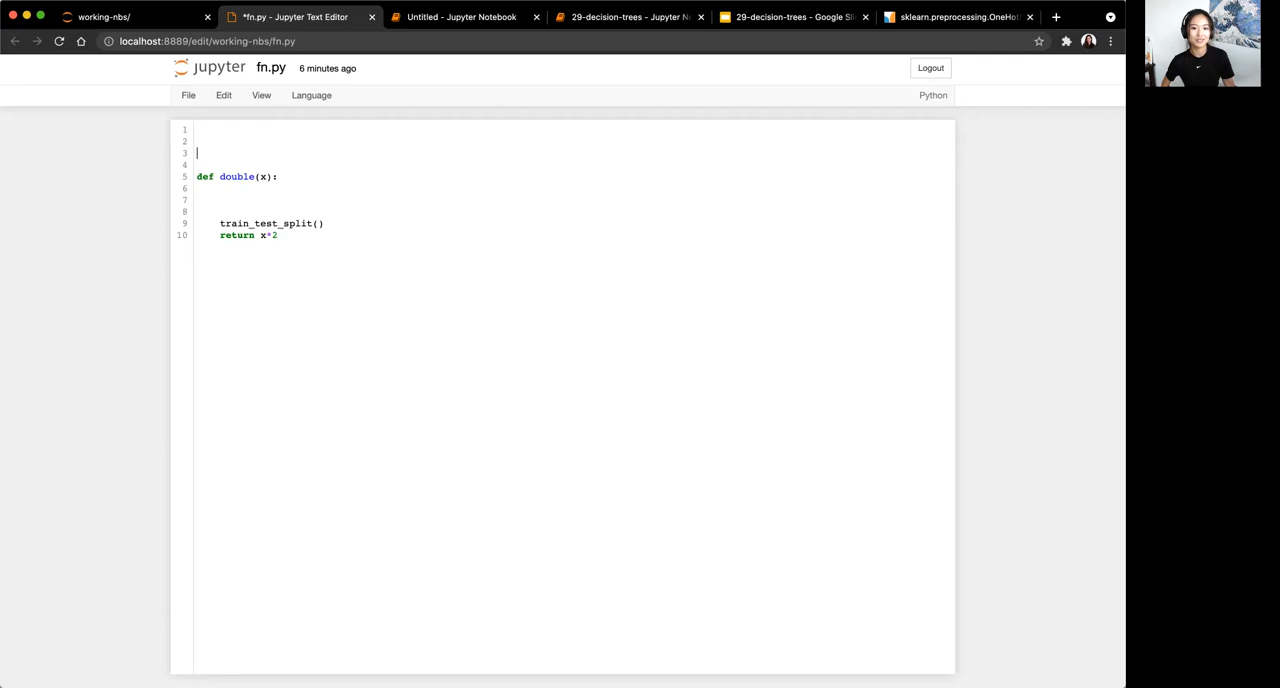 working-nbs/
*fn.py - Jupyter Text Editor
Untitled - Jupyter Notebook
29-decision-trees - Jupyter N
29-decision-trees - Google Sli
sklearn.preprocessing.OneHot
localhost:8889/edit/working-nbs/fn.py
jupyter fn.py 6 minutes ago
Logout
File Edit View Language
Python
1
2
3
4
5 def double(x):
6
7
8
9 train_test_split()
10 return x*2